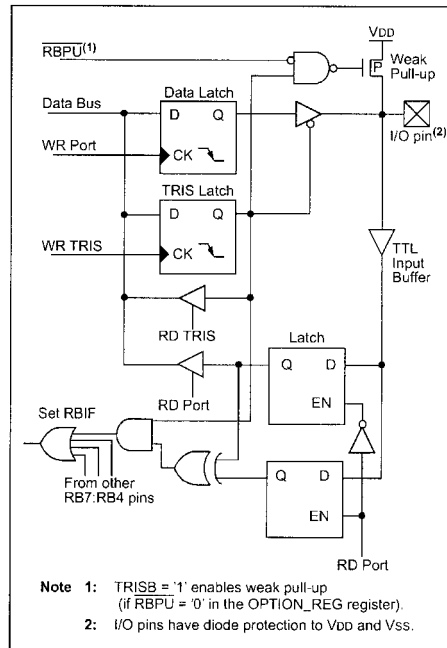 RBPU(1)
VDD
P
Weak
Pull-up
Data Bus
Data Latch
D Q
I/O pin(2)
WR Port
CK
TRIS Latch
D Q
WR TRIS
CK
TTL
Input
Buffer
RD TRIS
Latch
Q D
RD Port
EN
Set RBIF
Q D
From other
RB7:RB4 pins
EN
RD Port
Note 1: TRISB = '1' enables weak pull-up
(if RBPU = '0' in the OPTION_REG register).
2: I/O pins have diode protection to VDD and VSS.